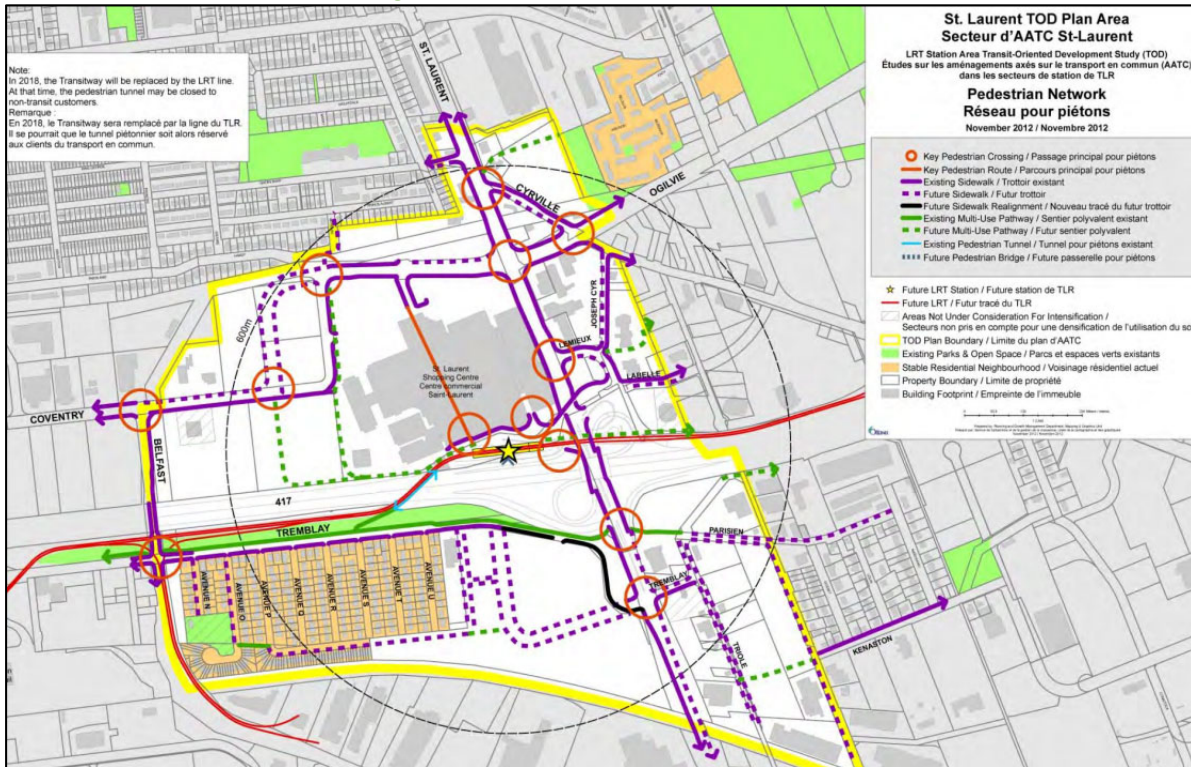 Note:
In 2018, the Transitway will be replaced by the LRT line.
At that time, the pedestrian tunnel may be closed to
non-transit customers.
Remarque :
En 2018, le Transitway sera remplacé par la ligne du TLR.
Il se pourrait que le tunnel piétonnier soit alors réservé
aux clients du transport en commun.
St. Laurent TOD Plan Area
Secteur d'AATC St-Laurent
LRT Station Area Transit-Oriented Development Study (TOD)
Études sur les aménagements axés sur le transport en commun (AATC)
dans les secteurs de station de TLR
Pedestrian Network
Réseau pour piétons
November 2012 / Novembre 2012
Key Pedestrian Crossing / Passage principal pour piétons
Key Pedestrian Route / Parcours principal pour piétons
Existing Sidewalk / Trottoir existant
Future Sidewalk / Futur trottoir
Future Sidewalk Realignment / Nouveau tracé du futur trottoir
Existing Multi-Use Pathway / Sentier polyvalent existant
Future Multi-Use Pathway / Futur sentier polyvalent
Existing Pedestrian Tunnel / Tunnel pour piétons existant
Future Pedestrian Bridge / Future passerelle pour piétons
Future LRT Station / Future station de TLR
Future LRT / Futur tracé du TLR
Areas Not Under Consideration For Intensification /
Secteurs non pris en compte pour une densification de l'utilisation du so
TOD Plan Boundary / Limite du plan d'AATC
Existing Parks & Open Space / Parcs et espaces verts existants
Stable Residential Neighbourhood / Voisinage résidentiel actuel
Property Boundary / Limite de propriété
Building Footprint / Empreinte de l'immeuble
ST. LAURENT
CYRVILLE
OGILVIE
600m
JOSEPH CYR
LEMIEUX
LABELLE
St. Laurent
Shopping Centre
Centre commercial
Saint-Laurent
COVENTRY
BELFAST
417
TREMBLAY
PARISIEN
TREMBLAY
AVENUE N
AVENUE O
AVENUE P
AVENUE Q
AVENUE R
AVENUE S
AVENUE T
AVENUE U
TRIOLE
KENASTON